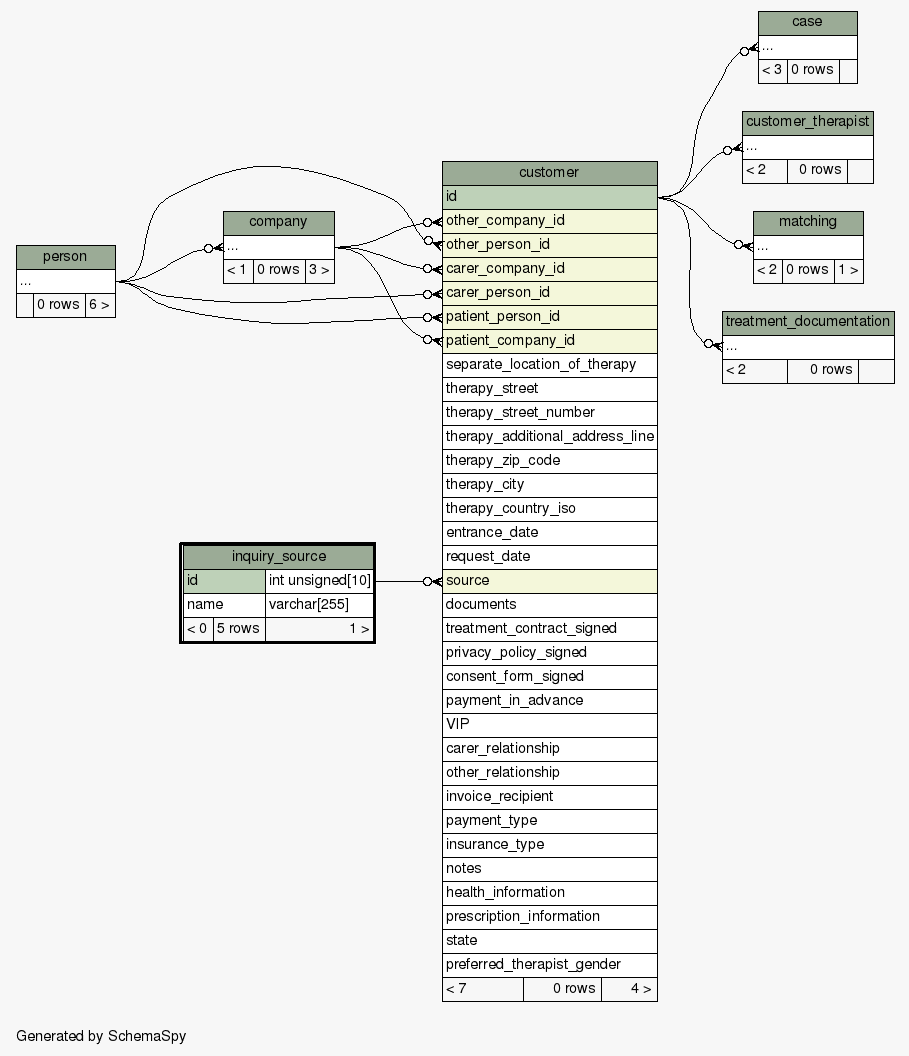 case
...
< 3 0 rows
customer_therapist
...
< 2 0 rows
matching
...
< 2 0 rows 1 >
treatment_documentation
...
< 2 0 rows
company
...
< 1 0 rows 3 >
person
...
0 rows 6 >
customer
id
other_company_id
other_person_id
carer_company_id
carer_person_id
patient_person_id
patient_company_id
separate_location_of_therapy
therapy_street
therapy_street_number
therapy_additional_address_line
therapy_zip_code
therapy_city
therapy_country_iso
entrance_date
request_date
source
documents
treatment_contract_signed
privacy_policy_signed
consent_form_signed
payment_in_advance
VIP
carer_relationship
other_relationship
invoice_recipient
payment_type
insurance_type
notes
health_information
prescription_information
state
preferred_therapist_gender
< 7 0 rows 4 >
inquiry_source
id int unsigned[10]
name varchar[255]
< 0 5 rows 1 >
Generated by SchemaSpy